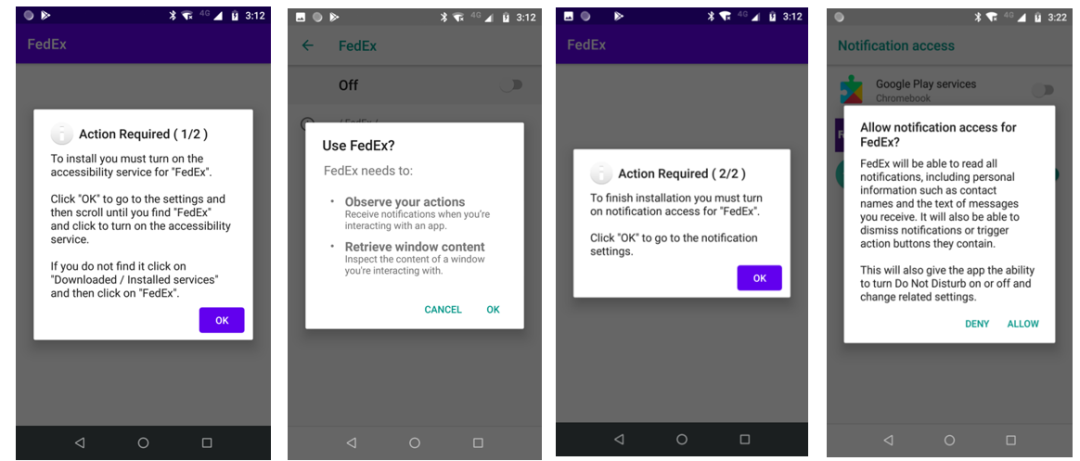 4G 3:12
FedEx
Action Required ( 1/2 )
To install you must turn on the
accessibility service for "FedEx".
Click "OK" to go to the settings and
then scroll until you find "FedEx"
and click to turn on the accessibility
service.
If you do not find it click on
"Downloaded / Installed services"
and then click on "FedEx".
OK
4G 3:12
FedEx
Off
Use FedEx?
FedEx needs to:
• Observe your actions
Receive notifications when you're
interacting with an app.
• Retrieve window content
Inspect the content of a window
you're interacting with.
CANCEL OK
4G 3:12
FedEx
Action Required ( 2/2 )
To finish installation you must turn
on notification access for "FedEx".
Click "OK" to go to the notification
settings.
OK
4G 3:22
Notification access
Google Play services
Chromebook
Allow notification access for
FedEx?
FedEx will be able to read all
notifications, including personal
information such as contact
names and the text of messages
you receive. It will also be able to
dismiss notifications or trigger
action buttons they contain.
This will also give the app the ability
to turn Do Not Disturb on or off and
change related settings.
DENY ALLOW